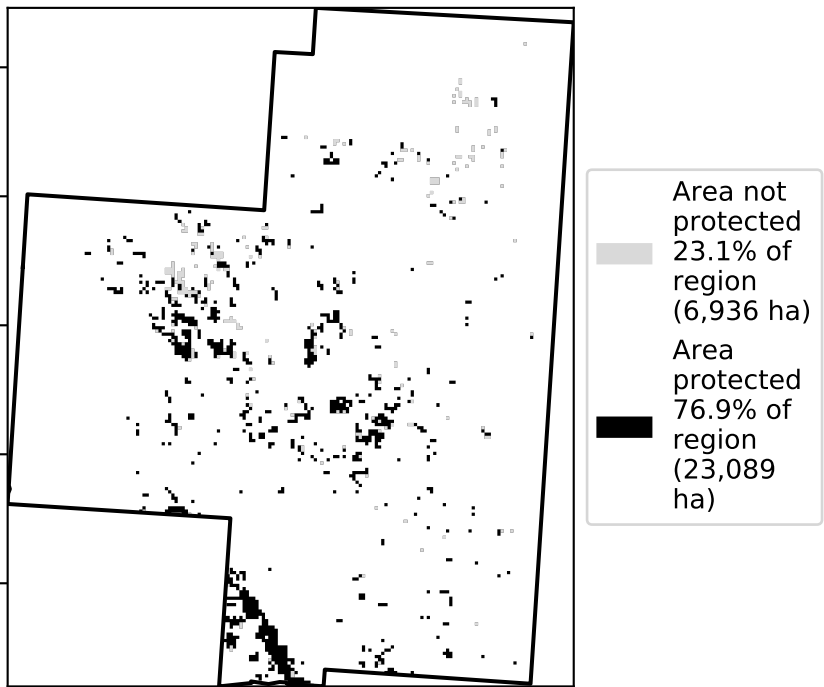 Area not
protected
23.1% of
region
(6,936 ha)
Area
protected
76.9% of
region
(23,089
ha)